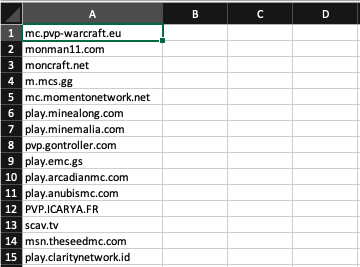 A B C D
1 mc.pvp-warcraft.eu
2 monman11.com
3 moncraft.net
4 m.mcs.gg
5 mc.momentonetwork.net
6 play.minealong.com
7 play.minemalia.com
8 pvp.gontroller.com
9 play.emc.gs
10 play.arcadianmc.com
11 play.anubismc.com
12 PVP.ICARYA.FR
13 scav.tv
14 msn.theseedmc.com
15 play.claritynetwork.id